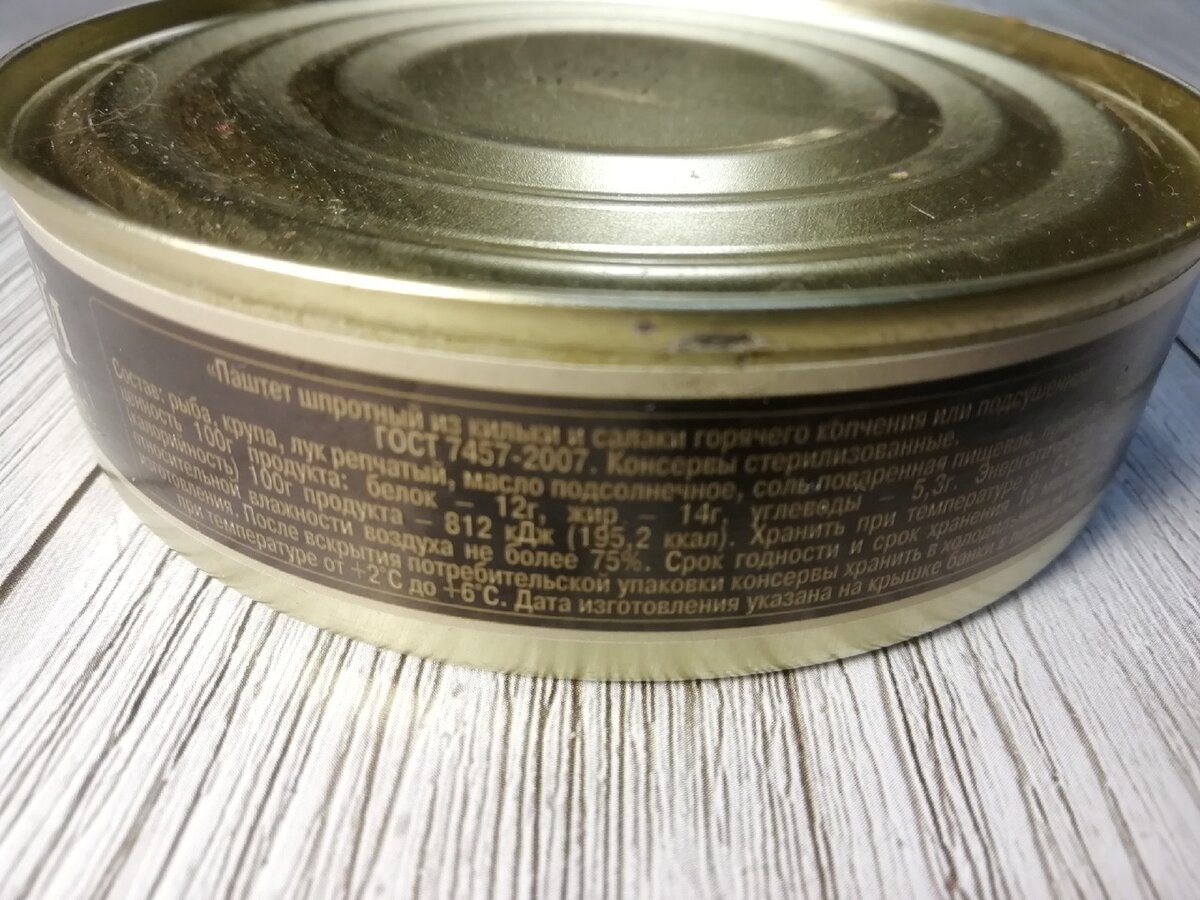 «Паштет шпротный из кильки и салаки горячего копчения или подсушенной
ГОСТ 7457-2007. Консервы стерилизованные.
Состав: рыба, крупа, лук репчатый, масло подсолнечное, соль поваренная пищевая,
ценность 100г продукта: белок – 12г, жир – 14г, углеводы – 5,3г. Энергетическая
(калорийность) 100г продукта – 812 кДж (195,2 ккал). Хранить при температуре от
относительной влажности воздуха не более 75%. Срок годности и срок хранения
изготовления. После вскрытия потребительской упаковки консервы хранить в
при температуре от +2°С до +6°С. Дата изготовления указана на крышке банки в